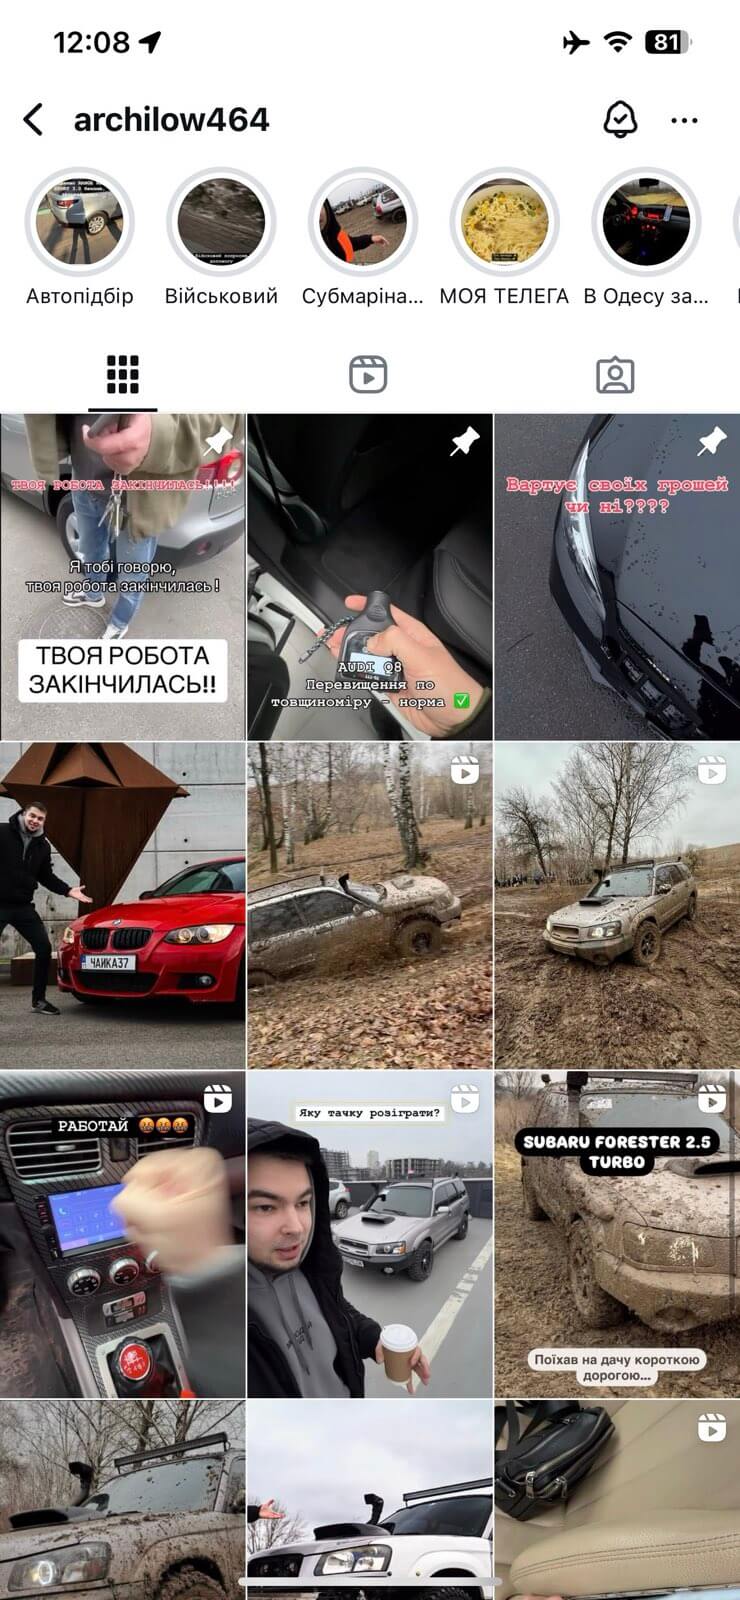 12:08
81
archilow464
Автопідбір
Військовий
Субмаріна...
МОЯ ТЕЛЕГА
В Одесу за...
ТВОЯ РОБОТА ЗАКІНЧИЛАСЬ!!!!
Я тобі говорю,
твоя робота закінчилась!
ТВОЯ РОБОТА
ЗАКІНЧИЛАСЬ!!
AUDI Q8
Перевищення по
товщиноміру - норма ✅
Вартує своїх грошей
чи ні????
ЧАИКА37
РАБОТАЙ 🤬🤬🤬
Яку тачку розіграти?
SUBARU FORESTER 2.5
TURBO
Поїхав на дачу короткою
дорогою...